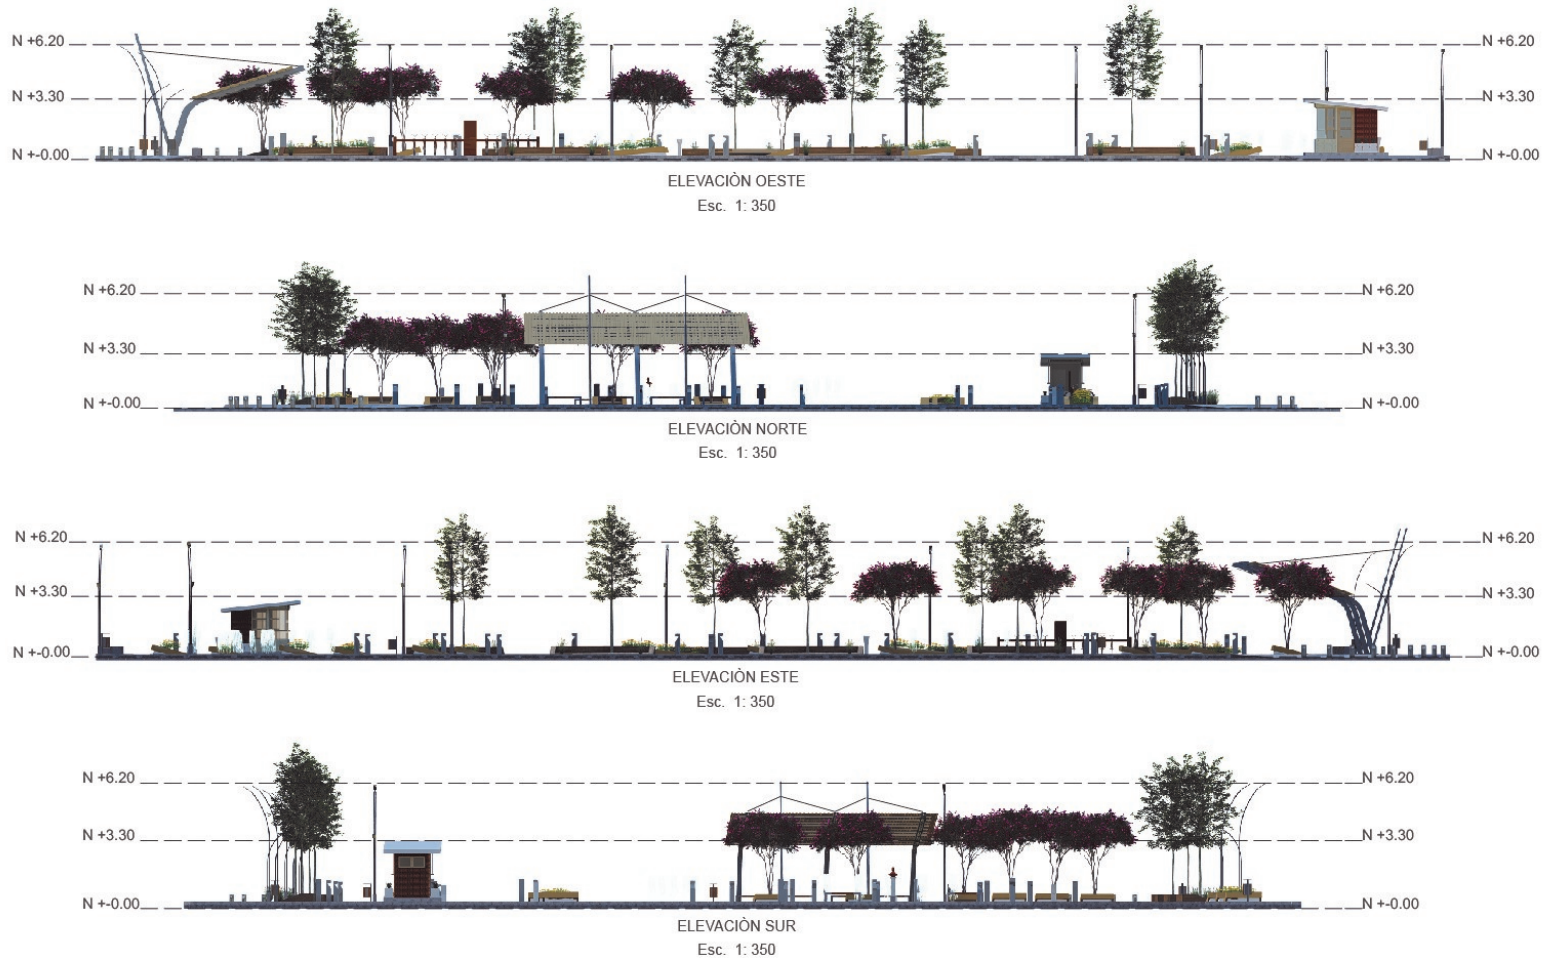 N +6.20 N +6.20
N +3.30 N +3.30
N +-0.00 N +-0.00
ELEVACIÒN OESTE
Esc. 1: 350
N +6.20 N +6.20
N +3.30 N +3.30
N +-0.00 N +-0.00
ELEVACIÒN NORTE
Esc. 1: 350
N +6.20 N +6.20
N +3.30 N +3.30
N +-0.00 N +-0.00
ELEVACIÒN ESTE
Esc. 1: 350
N +6.20 N +6.20
N +3.30 N +3.30
N +-0.00 N +-0.00
ELEVACIÒN SUR
Esc. 1: 350